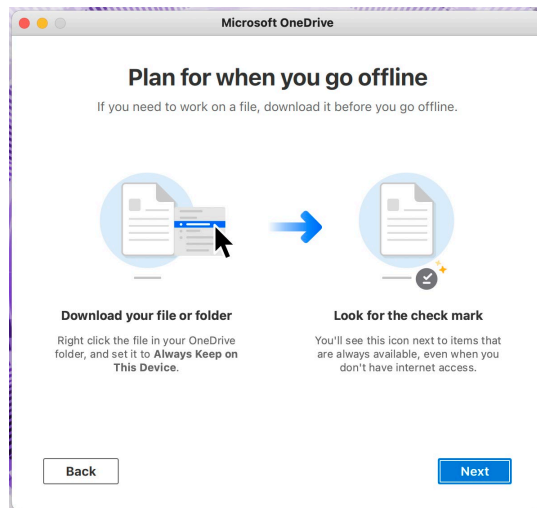 Microsoft OneDrive
Plan for when you go offline
If you need to work on a file, download it before you go offline.
Download your file or folder
Right click the file in your OneDrive
folder, and set it to Always Keep on
This Device.
Look for the check mark
You'll see this icon next to items that
are always available, even when you
don't have internet access.
Back
Next